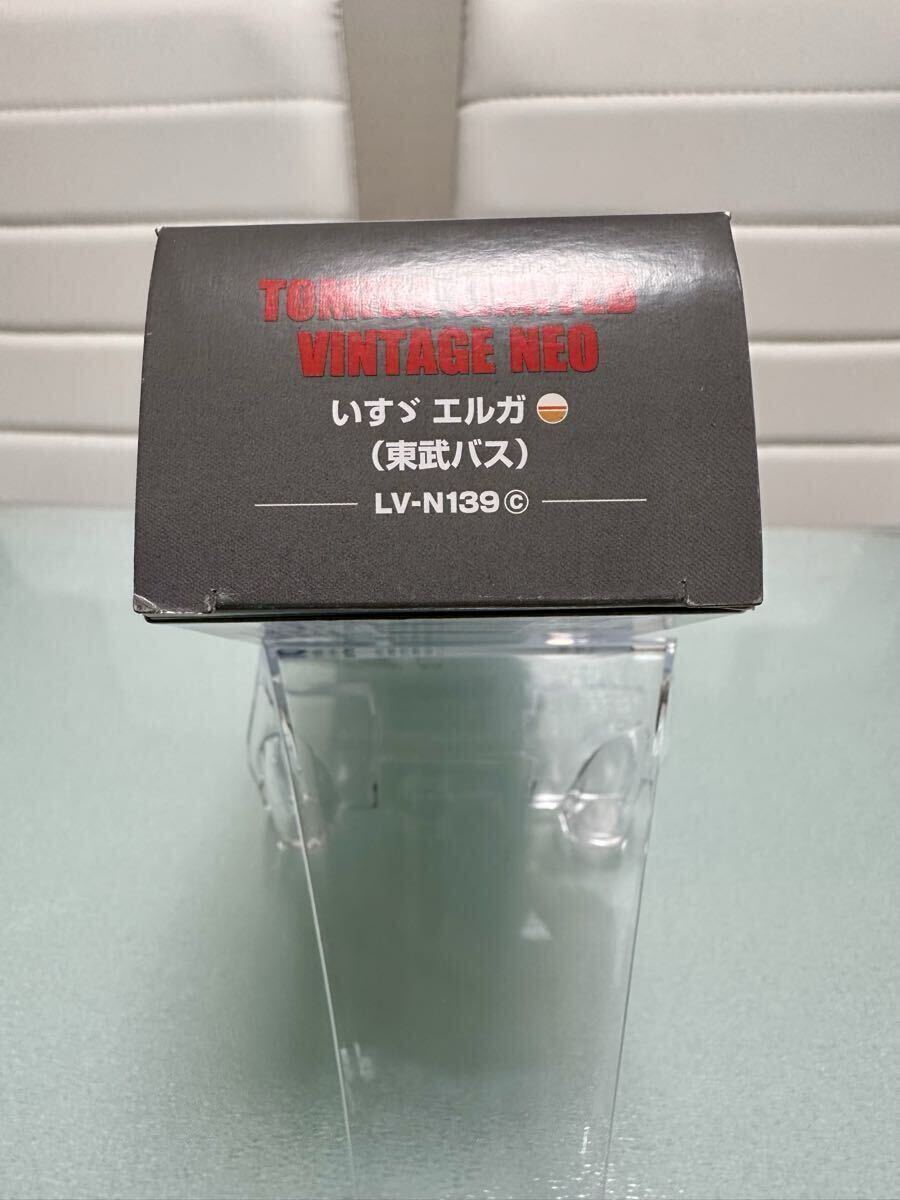 TOMICA LIMITED
VINTAGE NEO
いすゞ エルガ
（東武バス）
LV-N139 ⓒ